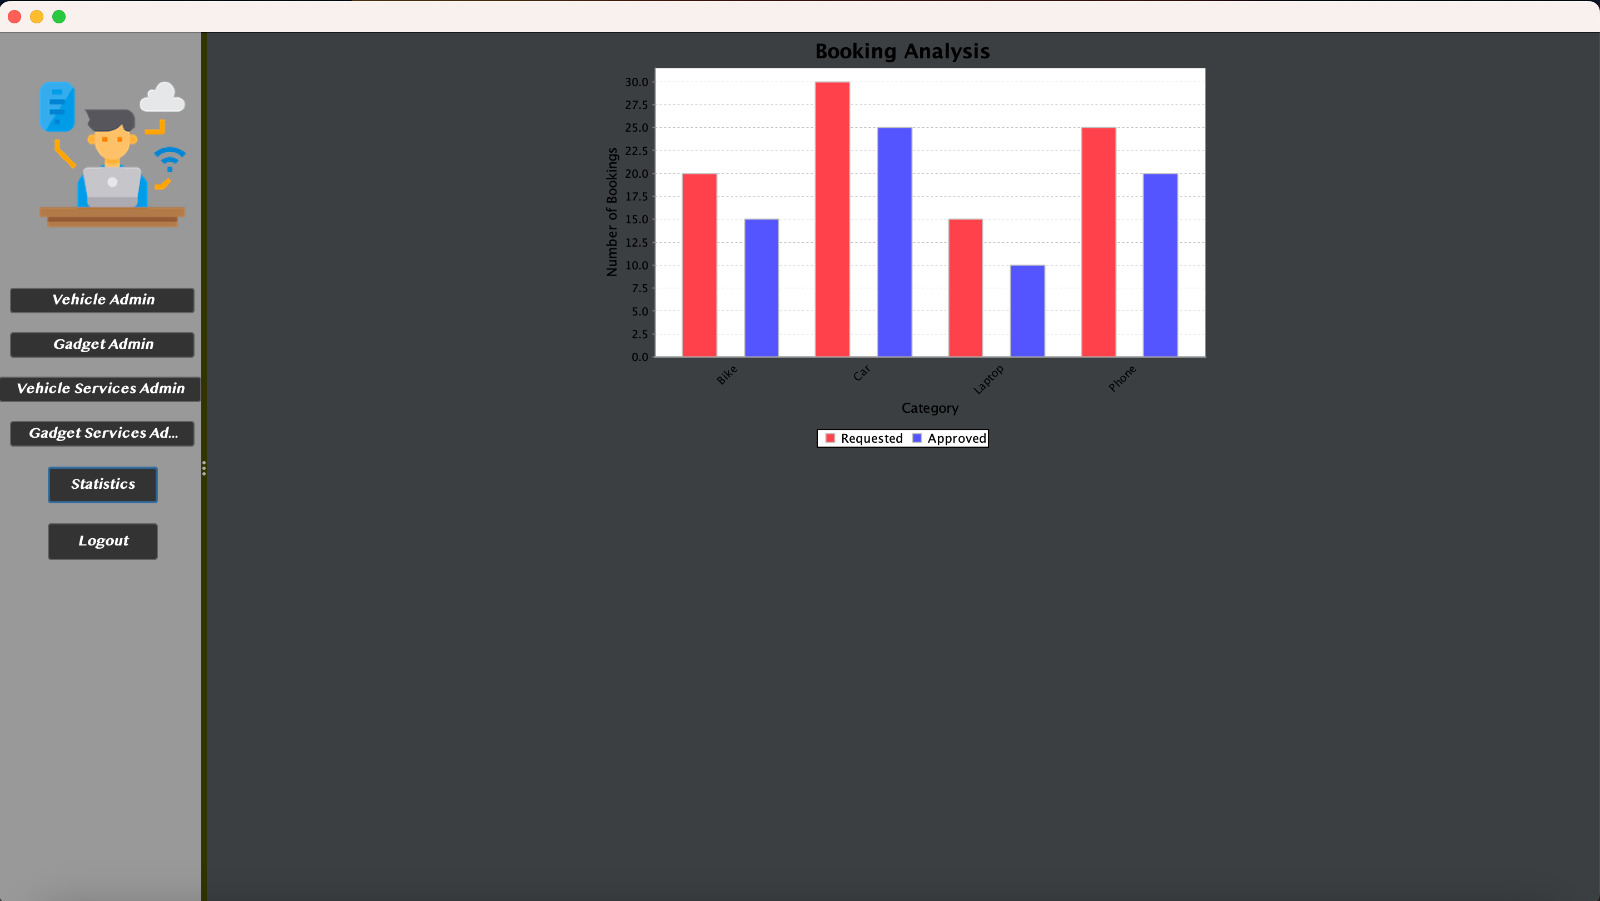 Vehicle Admin
Gadget Admin
Vehicle Services Admin
Gadget Services Ad...
Statistics
Logout
Booking Analysis
Number of Bookings
30.0
27.5
25.0
22.5
20.0
17.5
15.0
12.5
10.0
7.5
5.0
2.5
0.0
Bike
Car
Laptop
Phone
Category
Requested Approved